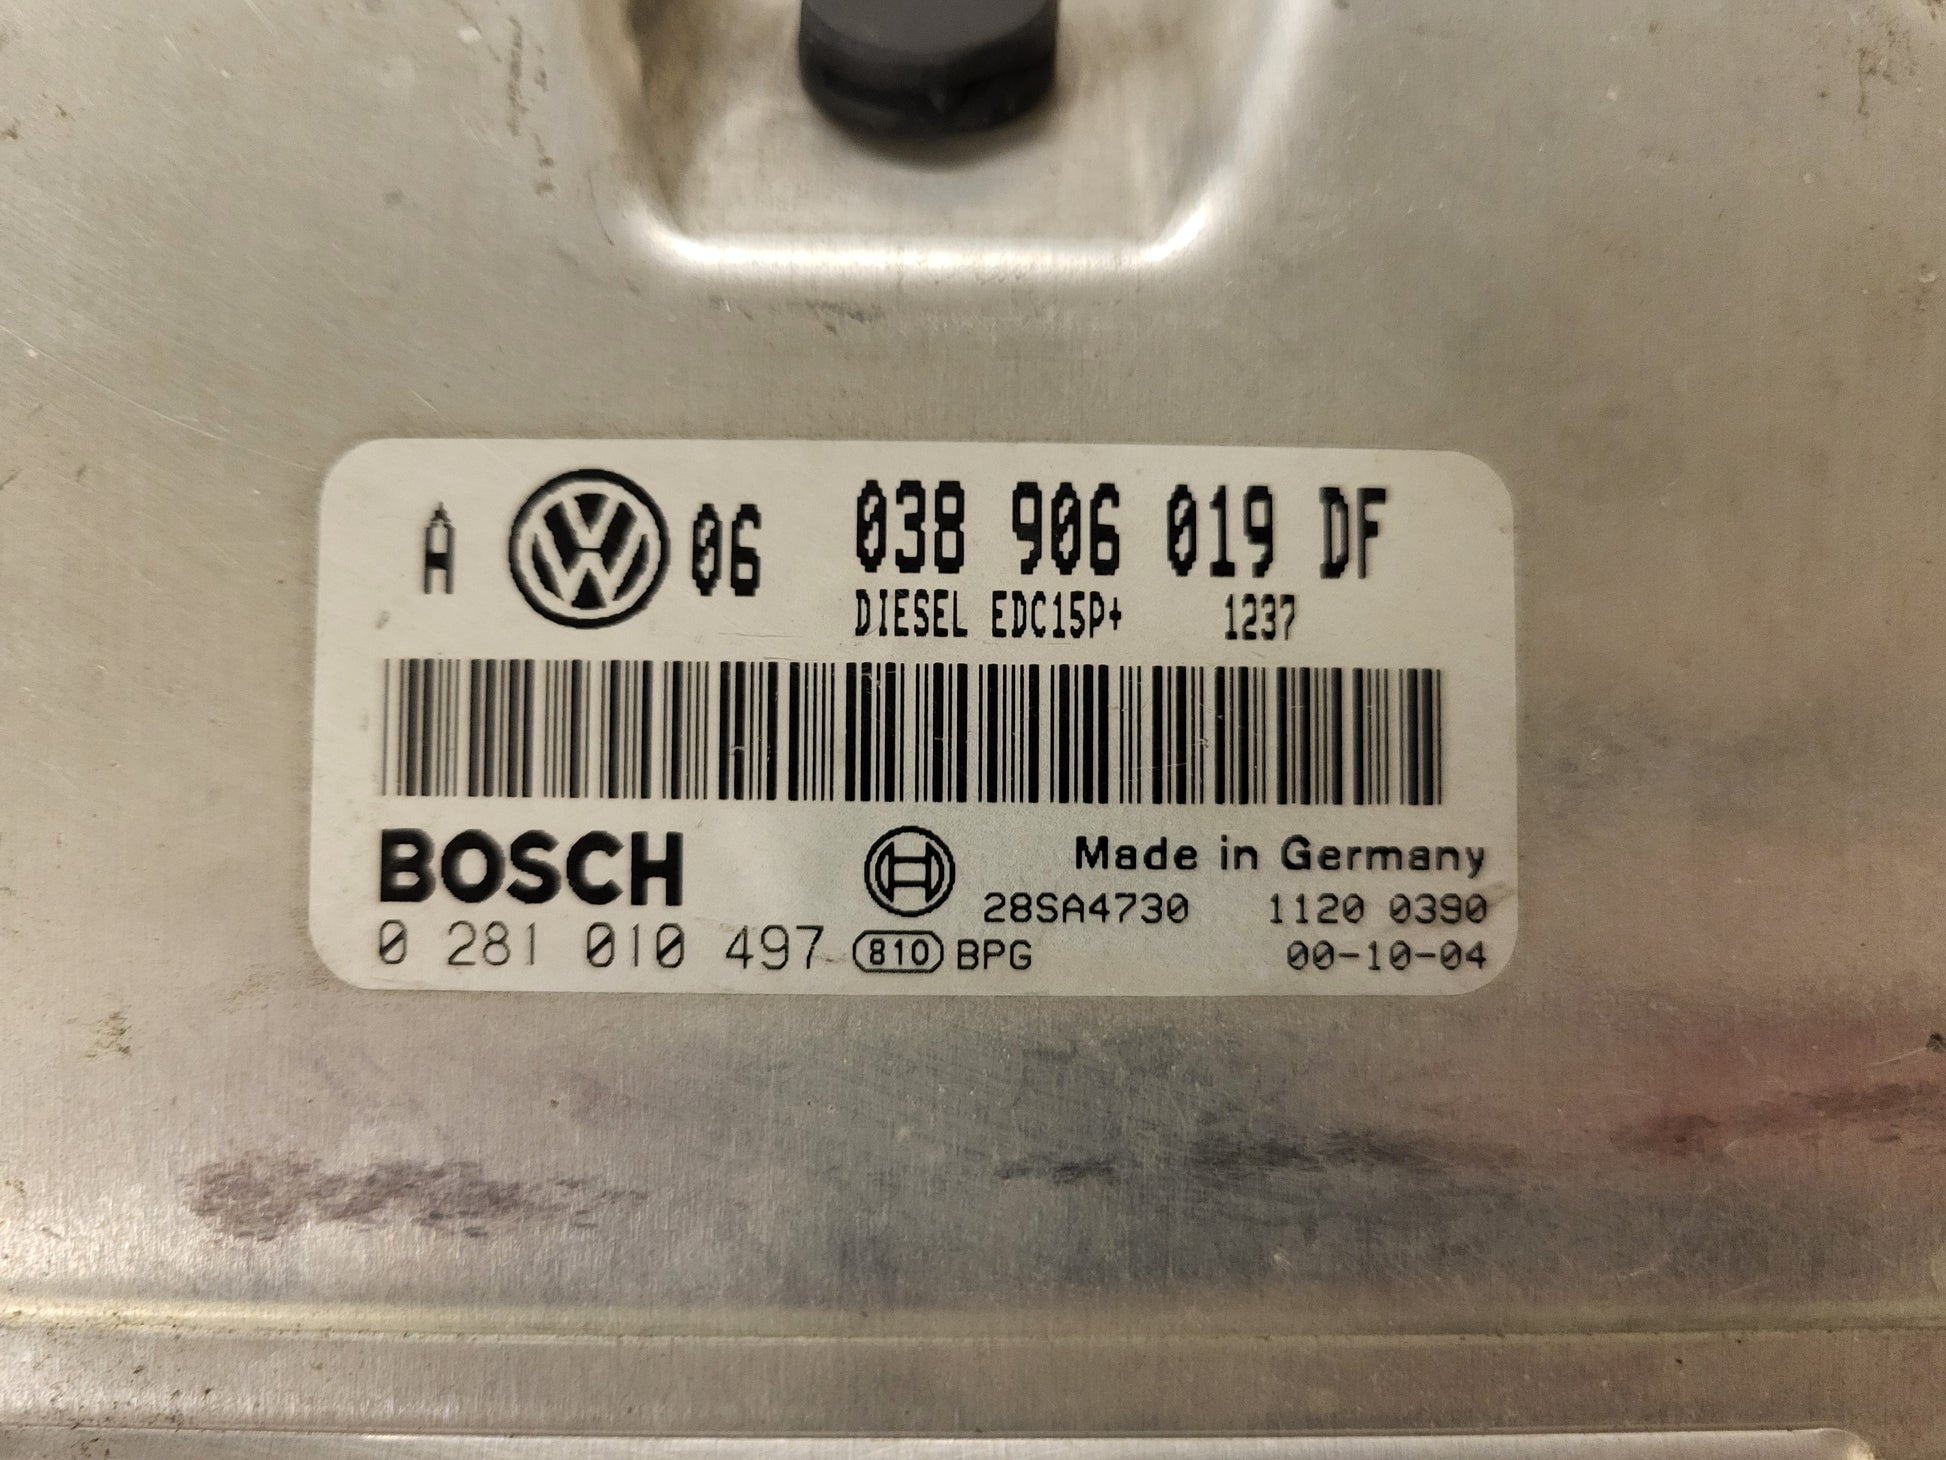 A 06 038 906 019 DF
DIESEL EDC15P+ 1237
BOSCH
Made in Germany
28SA4730 1120 0390
0 281 010 497 810 BPG 00-10-04